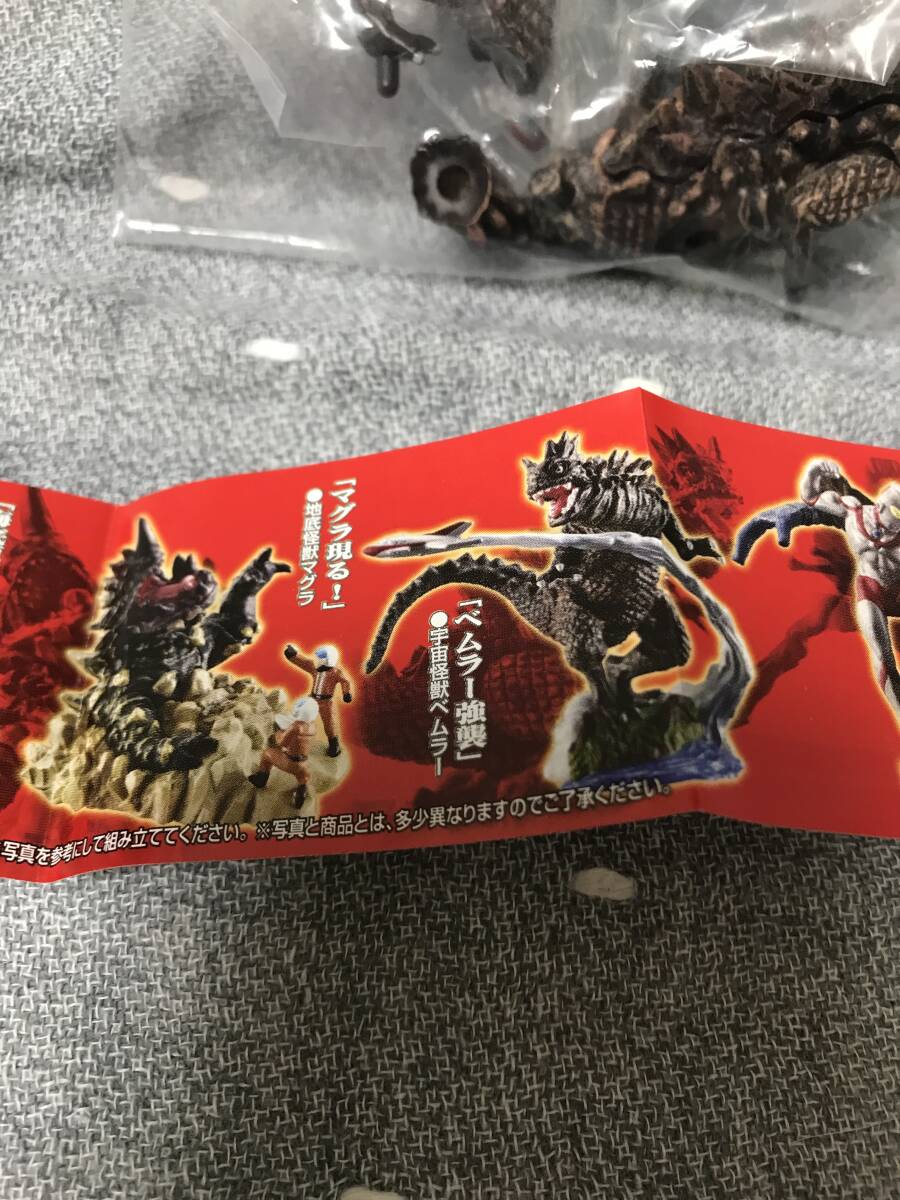 「マグラ現る！」
●地底怪獣マグラ
「ベムラー強襲」
●宇宙怪獣ベムラー
写真を参考にして組み立ててください。※写真と商品とは、多少異なりますのでご了承ください。